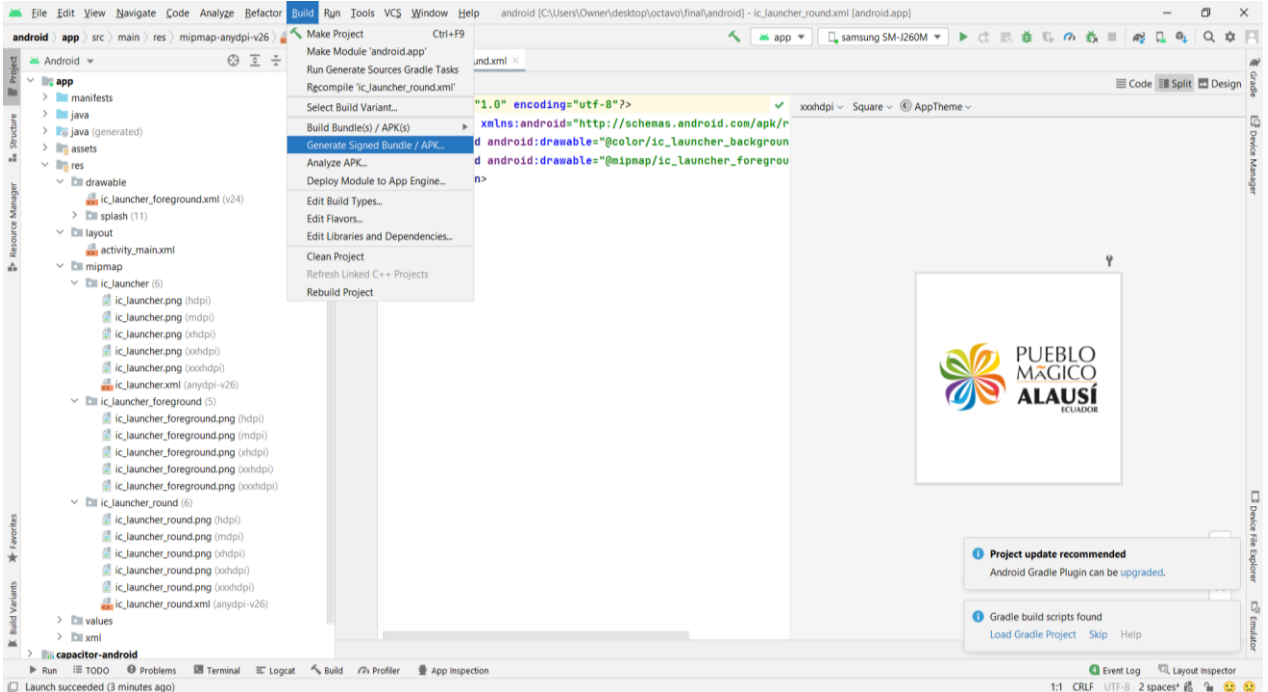 File Edit View Navigate Code Analyze Refactor Build Run Tools VCS Window Help android [C:\Users\Owner\desktop\octavo\final\android] - ic_launcher_round.xml [android.app]
android app src main res mipmap-anydpi-v26 app samsung SM-J260M
Android
und.xml
app
manifests
java
java (generated)
assets
res
drawable
ic_launcher_foreground.xml (v24)
splash (11)
layout
activity_main.xml
mipmap
ic_launcher (6)
ic_launcher.png (hdpi)
ic_launcher.png (mdpi)
ic_launcher.png (xhdpi)
ic_launcher.png (xxhdpi)
ic_launcher.png (xxxhdpi)
ic_launcher.xml (anydpi-v26)
ic_launcher_foreground (5)
ic_launcher_foreground.png (hdpi)
ic_launcher_foreground.png (mdpi)
ic_launcher_foreground.png (xhdpi)
ic_launcher_foreground.png (xxhdpi)
ic_launcher_foreground.png (xxxhdpi)
ic_launcher_round (6)
ic_launcher_round.png (hdpi)
ic_launcher_round.png (mdpi)
ic_launcher_round.png (xhdpi)
ic_launcher_round.png (xxhdpi)
ic_launcher_round.png (xxxhdpi)
ic_launcher_round.xml (anydpi-v26)
values
xml
capacitor-android
Make Project Ctrl+F9
Make Module 'android.app'
Run Generate Sources Gradle Tasks
Recompile 'ic_launcher_round.xml'
Select Build Variant...
Build Bundle(s) / APK(s)
Generate Signed Bundle / APK...
Analyze APK...
Deploy Module to App Engine...
Edit Build Types...
Edit Flavors...
Edit Libraries and Dependencies...
Clean Project
Refresh Linked C++ Projects
Rebuild Project
"1.0" encoding="utf-8"?>
xmlns:android="http://schemas.android.com/apk/r
d android:drawable="@color/ic_launcher_backgroun
d android:drawable="@mipmap/ic_launcher_foregrou
n>
Code Split Design
xxxhdpi Square AppTheme
PUEBLO
MÃGICO
ALAUSÍ
ECUADOR
Project update recommended
Android Gradle Plugin can be upgraded.
Gradle build scripts found
Load Gradle Project Skip Help
Project
Structure
Resource Manager
Favorites
Build Variants
Gradle
Device Manager
Device File Explorer
Emulator
Run TODO Problems Terminal Logcat Build Profiler App Inspection 4 Event Log Layout Inspector
Launch succeeded (3 minutes ago) 1:1 CRLF UTF-8 2 spaces*